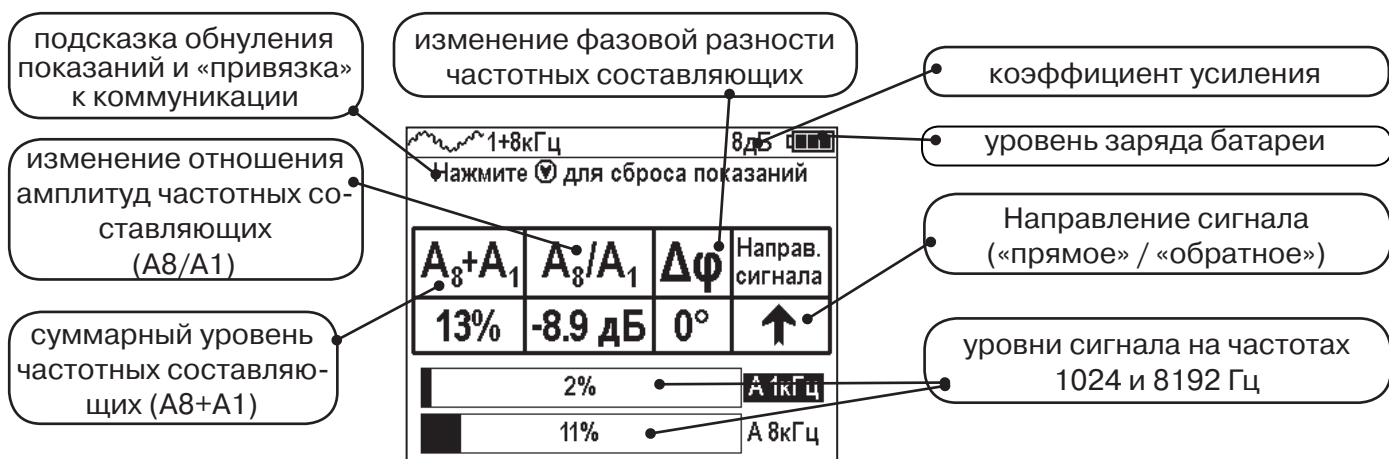 подсказка обнуления
показаний и «привязка»
к коммуникации
изменение фазовой разности
частотных составляющих
коэффициент усиления
уровень заряда батареи
изменение отношения
амплитуд частотных со-
ставляющих
(А8/А1)
Направление сигнала
(«прямое» / «обратное»)
суммарный уровень
частотных составляю-
щих (А8+А1)
уровни сигнала на частотах
1024 и 8192 Гц
1+8кГц 8дБ
Нажмите для сброса показаний
A8+A1 A8/A1 Δφ Направ.
сигнала
13% -8.9 дБ 0° ↑
2% А 1кГц
11% А 8кГц